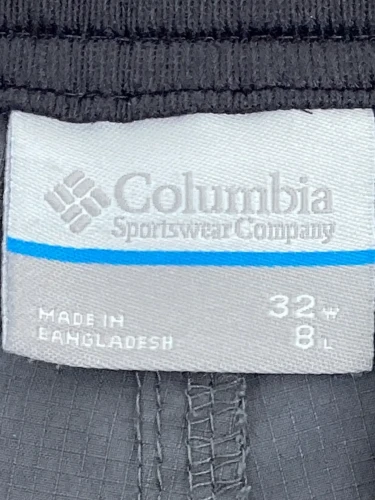 Columbia
Sportswear Company
MADE IN
BANGLADESH
32 W
8 L